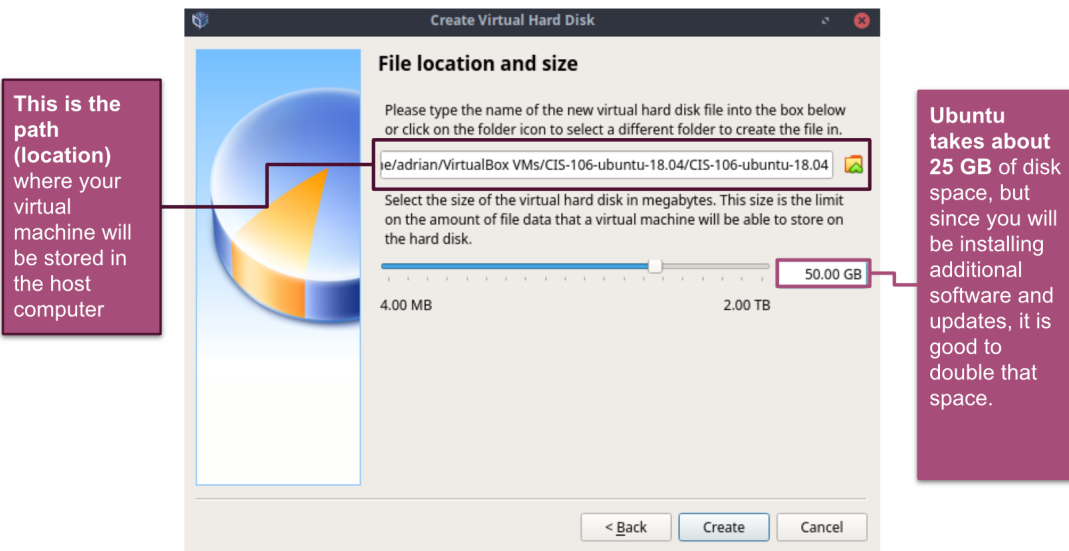 Create Virtual Hard Disk
This is the
path
(location)
where your
virtual
machine will
be stored in
the host
computer
File location and size
Please type the name of the new virtual hard disk file into the box below
or click on the folder icon to select a different folder to create the file in.
e/adrian/VirtualBox VMs/CIS-106-ubuntu-18.04/CIS-106-ubuntu-18.04
Select the size of the virtual hard disk in megabytes. This size is the limit
on the amount of file data that a virtual machine will be able to store on
the hard disk.
50.00 GB
4.00 MB 2.00 TB
Ubuntu
takes about
25 GB of disk
space, but
since you will
be installing
additional
software and
updates, it is
good to
double that
space.
< Back Create Cancel